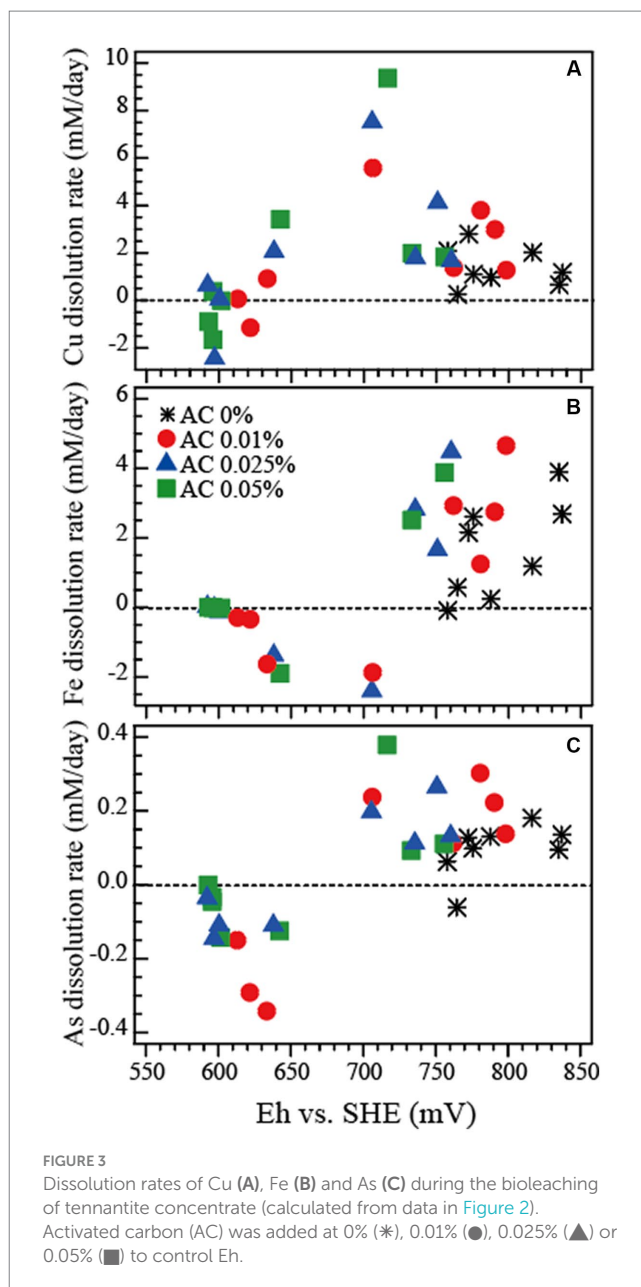 A
Cu disolution rate (mM/day)
10
8
6
4
2
0
-2
B
Fe dissolution rate (mM/day)
6
4
2
0
-2
AC 0%
AC 0.01%
AC 0.025%
AC 0.05%
C
As dissolution rate (mM/day)
0.4
0.2
0.0
-0.2
-0.4
550 600 650 700 750 800 850
Eh vs. SHE (mV)
FIGURE 3
Dissolution rates of Cu (A), Fe (B) and As (C) during the bioleaching
of tennantite concentrate (calculated from data in Figure 2).
Activated carbon (AC) was added at 0% (✳), 0.01% (●), 0.025% (▲) or
0.05% (■) to control Eh.